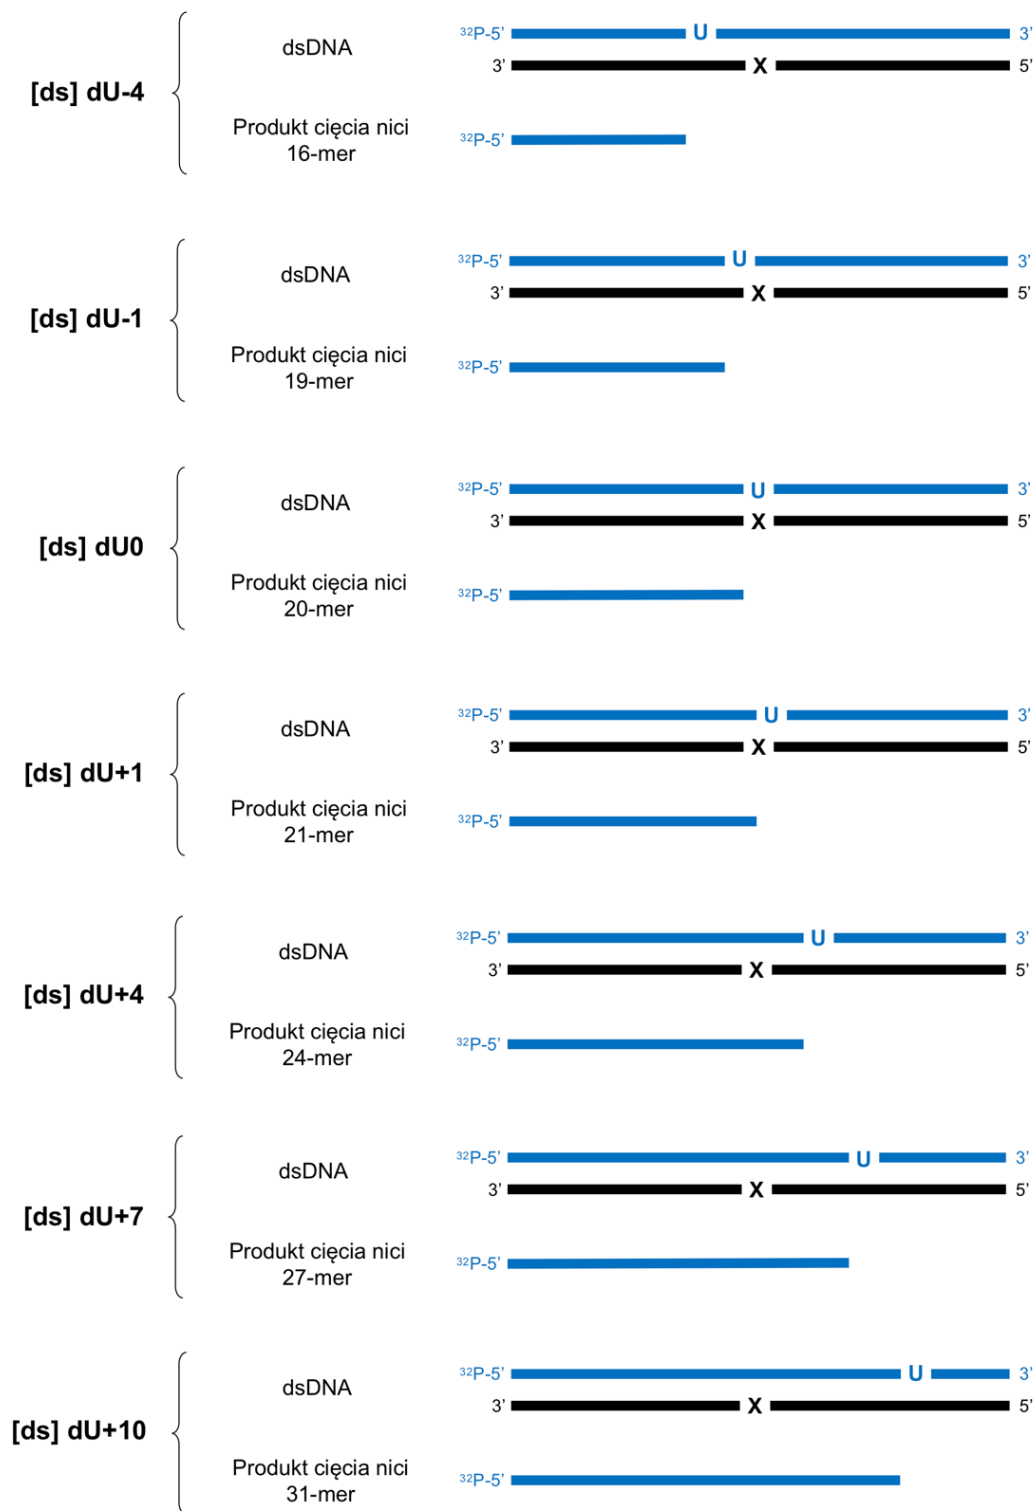 ³²P-5’ U 3’
dsDNA
3’ X 5’
[ds] dU-4
Produkt cięcia nici
16-mer
³²P-5’
³²P-5’ U 3’
dsDNA
3’ X 5’
[ds] dU-1
Produkt cięcia nici
19-mer
³²P-5’
³²P-5’ U 3’
dsDNA
3’ X 5’
[ds] dU0
Produkt cięcia nici
20-mer
³²P-5’
³²P-5’ U 3’
dsDNA
3’ X 5’
[ds] dU+1
Produkt cięcia nici
21-mer
³²P-5’
³²P-5’ U 3’
dsDNA
3’ X 5’
[ds] dU+4
Produkt cięcia nici
24-mer
³²P-5’
³²P-5’ U 3’
dsDNA
3’ X 5’
[ds] dU+7
Produkt cięcia nici
27-mer
³²P-5’
³²P-5’ U 3’
dsDNA
3’ X 5’
[ds] dU+10
Produkt cięcia nici
31-mer
³²P-5’